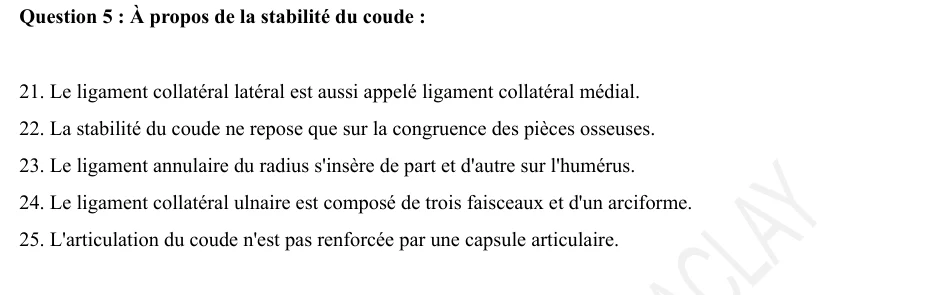 Question 5 : À propos de la stabilité du coude :
21. Le ligament collatéral latéral est aussi appelé ligament collatéral médial.
22. La stabilité du coude ne repose que sur la congruence des pièces osseuses.
23. Le ligament annulaire du radius s'insère de part et d'autre sur l'humérus.
24. Le ligament collatéral ulnaire est composé de trois faisceaux et d'un arciforme.
25. L'articulation du coude n'est pas renforcée par une capsule articulaire.
CLAY